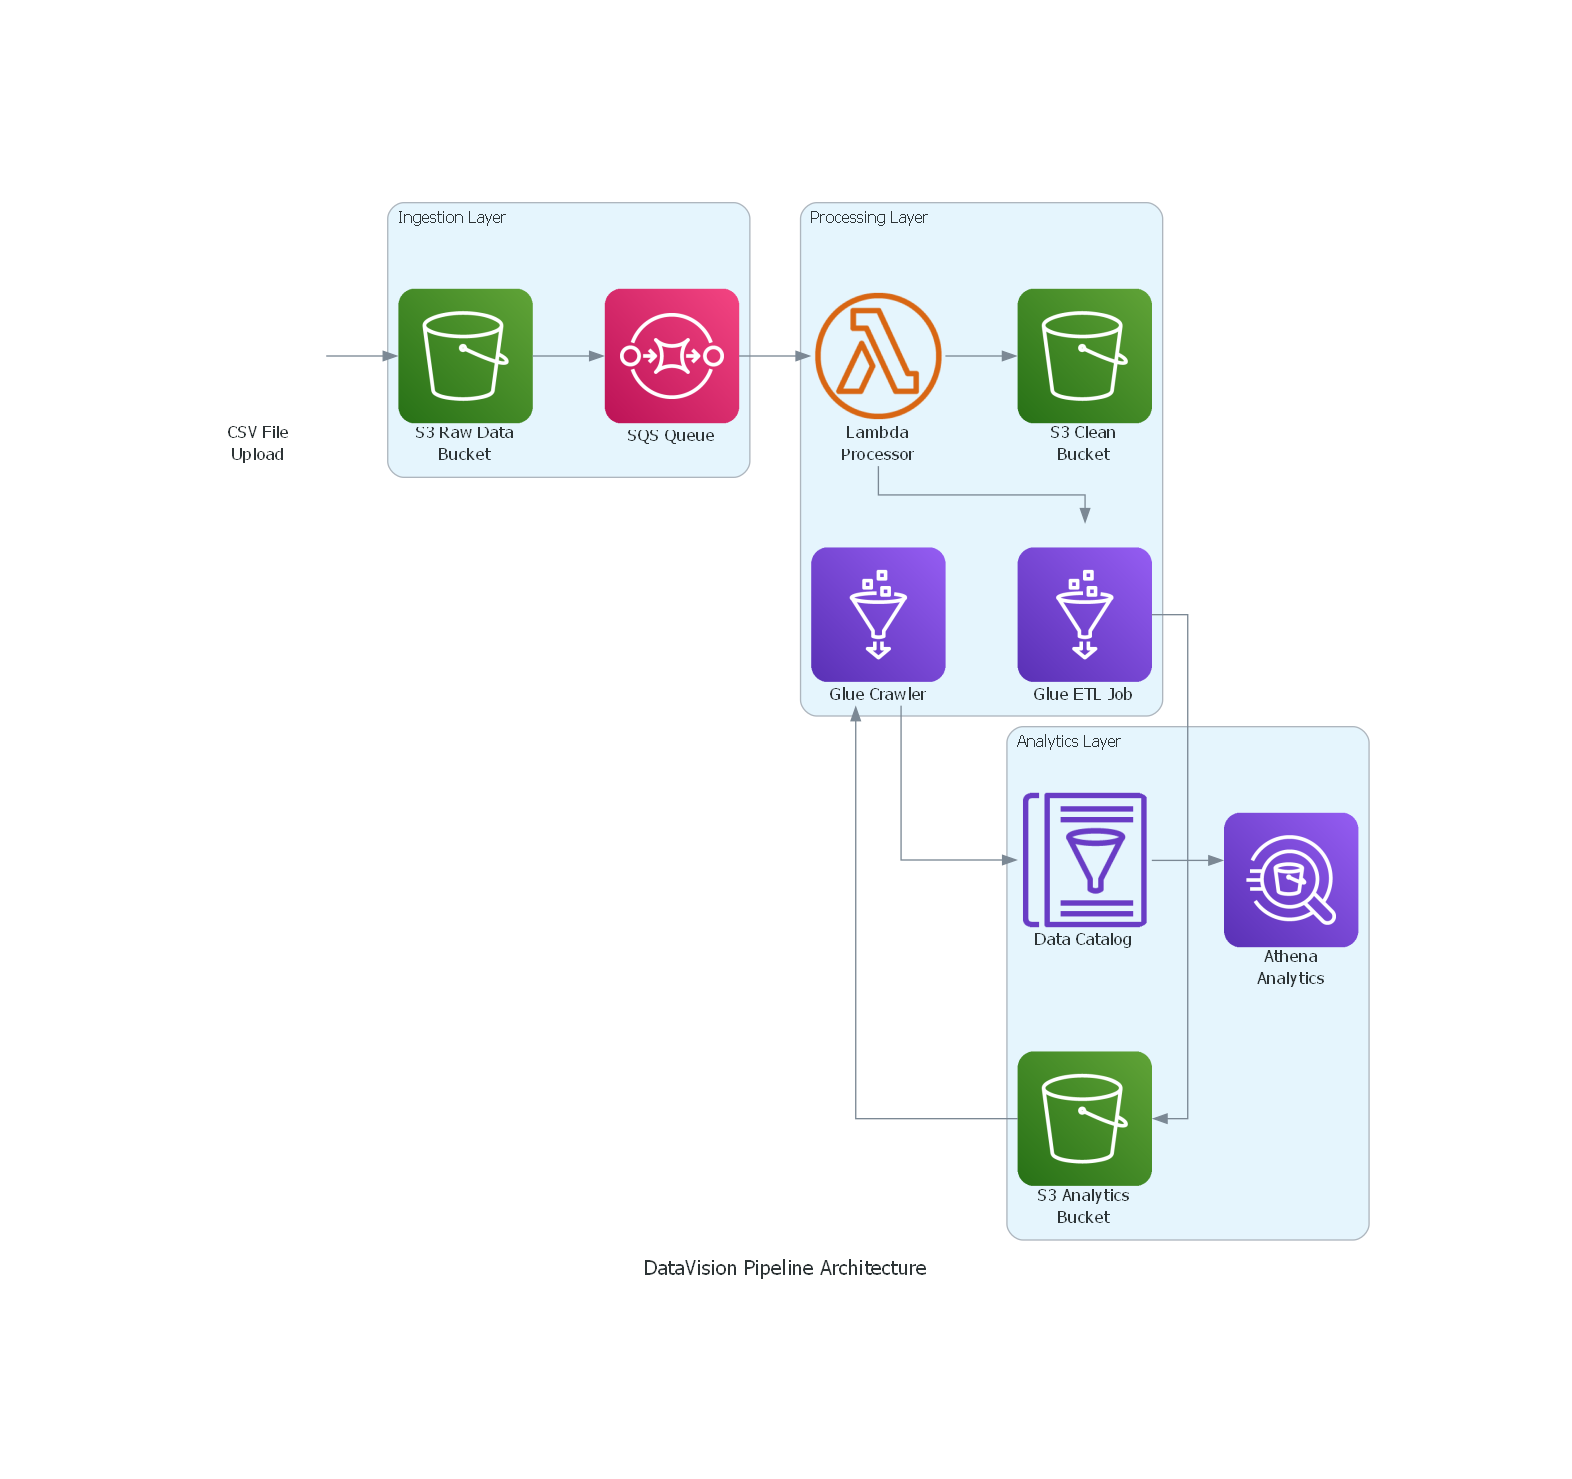 Ingestion Layer
Processing Layer
CSV File
Upload
S3 Raw Data
Bucket
SQS Queue
Lambda
Processor
S3 Clean
Bucket
Glue Crawler
Glue ETL Job
Analytics Layer
Data Catalog
Athena
Analytics
S3 Analytics
Bucket
DataVision Pipeline Architecture